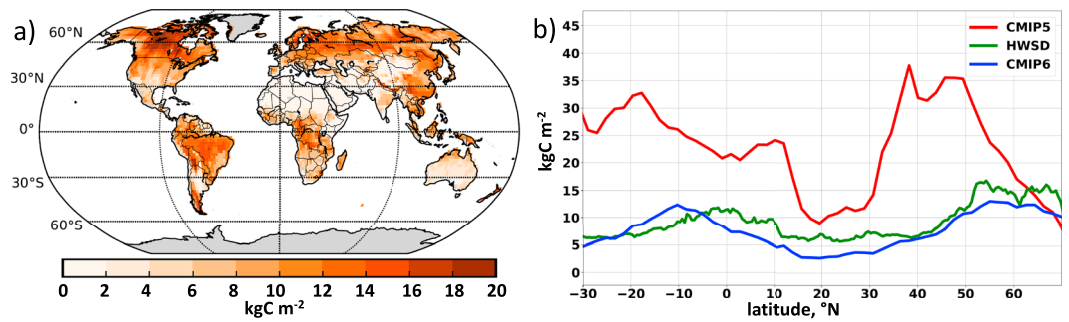 a)
60°N
30°N
0°
30°S
60°S
0 2 4 6 8 10 12 14 16 18 20
kgC m-2
b)
CMIP5
HWSD
CMIP6
kgC m-2
45
40
35
30
25
20
15
10
5
0
−30 −20 −10 0 10 20 30 40 50 60
latitude, °N